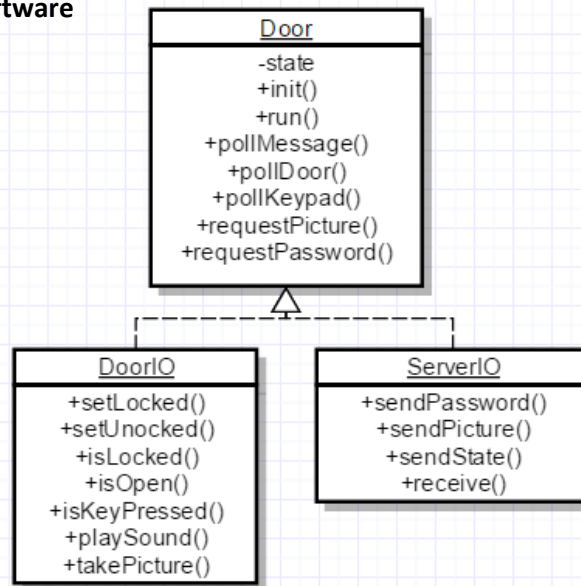 Door
-state
+init()
+run()
+pollMessage()
+pollDoor()
+pollKeypad()
+requestPicture()
+requestPassword()
DoorIO
+setLocked()
+setUnocked()
+isLocked()
+isOpen()
+isKeyPressed()
+playSound()
+takePicture()
ServerIO
+sendPassword()
+sendPicture()
+sendState()
+receive()